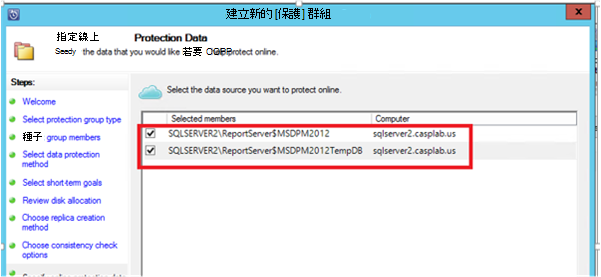 建立新的 [保護] 群組
x
指定線上 Protection Data
Seedy the data that you would like 若要 protect online.
Steps:
Welcome
Select protection group type
種子 group members
Select data protection method
Select short-term goals
Review disk allocation
Choose replica creation method
Choose consistency check options
Select the data source you want to protect online.
Selected members Computer
SQLSERVER2\ReportServer$MSDPM2012 sqlserver2.casplab.us
SQLSERVER2\ReportServer$MSDPM2012TempDB sqlserver2.casplab.us